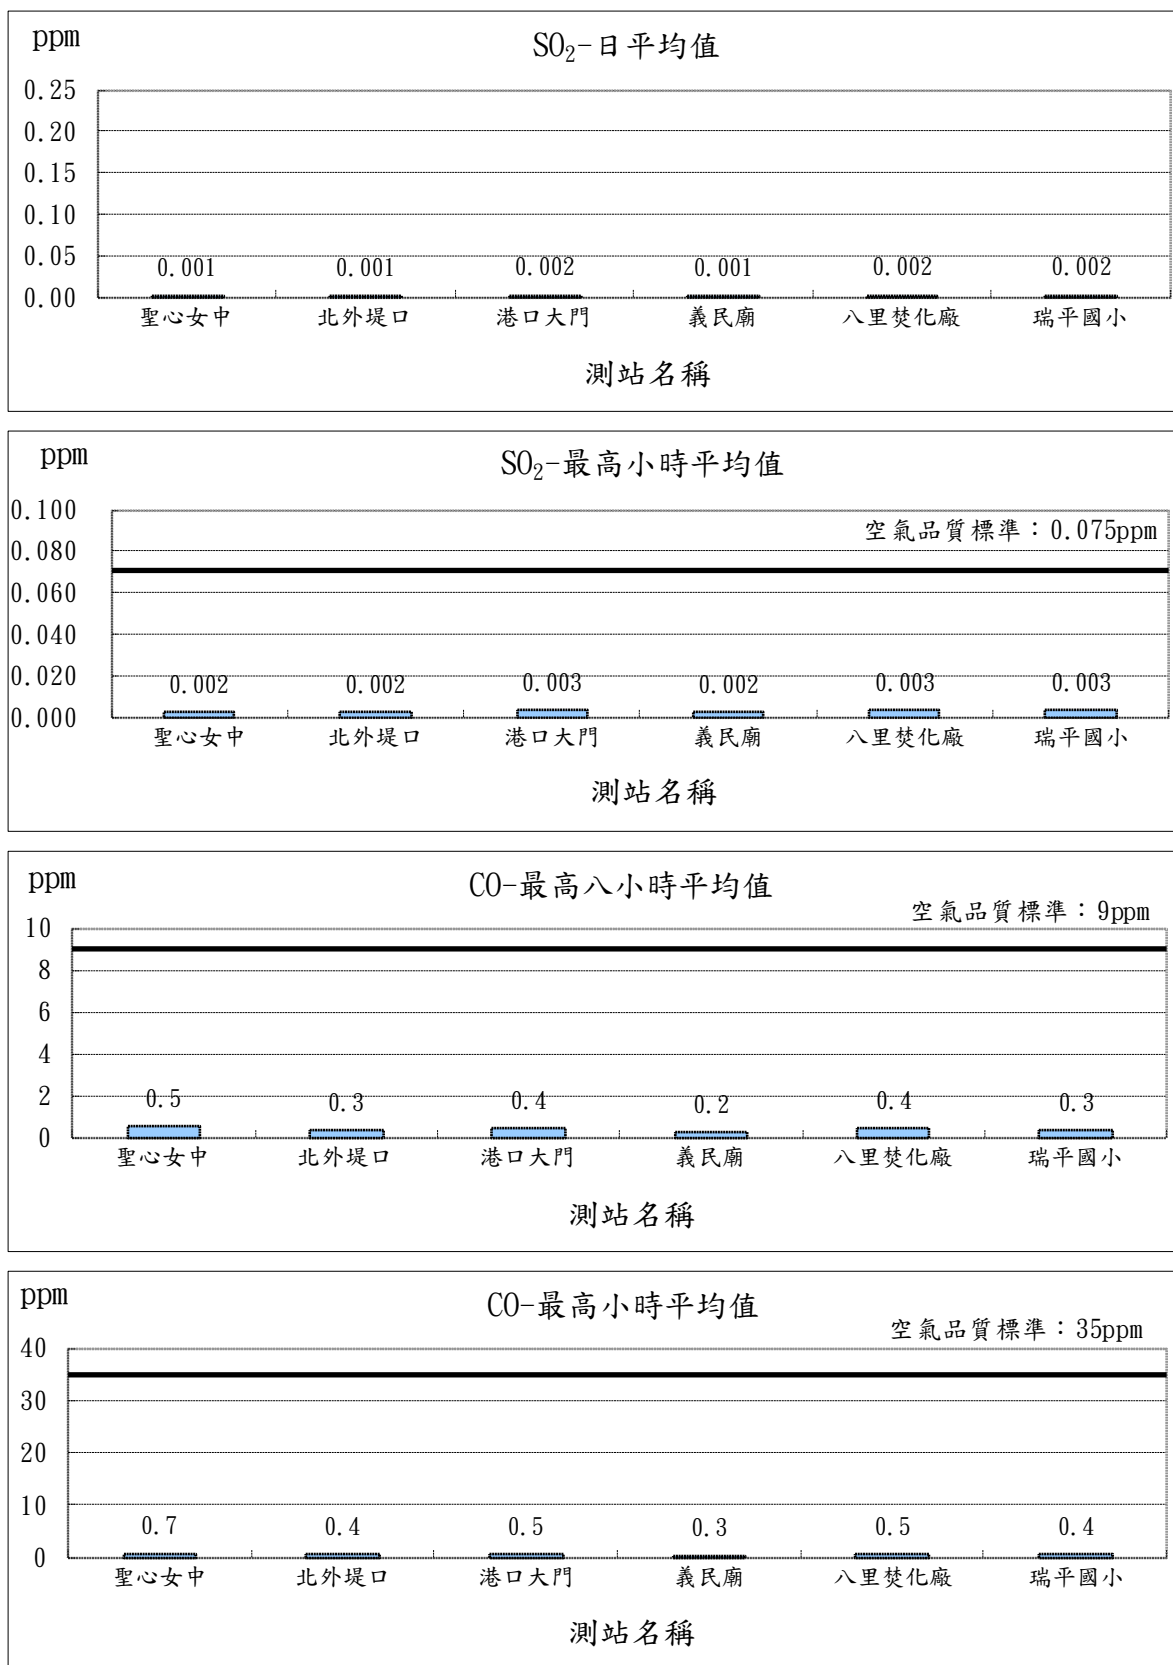 ppm
SO₂-日平均值
0.25
0.20
0.15
0.10
0.05
0.00
0.001 0.001 0.002 0.001 0.002 0.002
聖心女中 北外堤口 港口大門 義民廟 八里焚化廠 瑞平國小
測站名稱
ppm
SO₂-最高小時平均值
空氣品質標準：0.075ppm
0.100
0.080
0.060
0.040
0.020
0.000
0.002 0.002 0.003 0.002 0.003 0.003
聖心女中 北外堤口 港口大門 義民廟 八里焚化廠 瑞平國小
測站名稱
ppm
CO-最高八小時平均值
空氣品質標準：9ppm
10
8
6
4
2
0
0.5 0.3 0.4 0.2 0.4 0.3
聖心女中 北外堤口 港口大門 義民廟 八里焚化廠 瑞平國小
測站名稱
ppm
CO-最高小時平均值
空氣品質標準：35ppm
40
30
20
10
0
0.7 0.4 0.5 0.3 0.5 0.4
聖心女中 北外堤口 港口大門 義民廟 八里焚化廠 瑞平國小
測站名稱